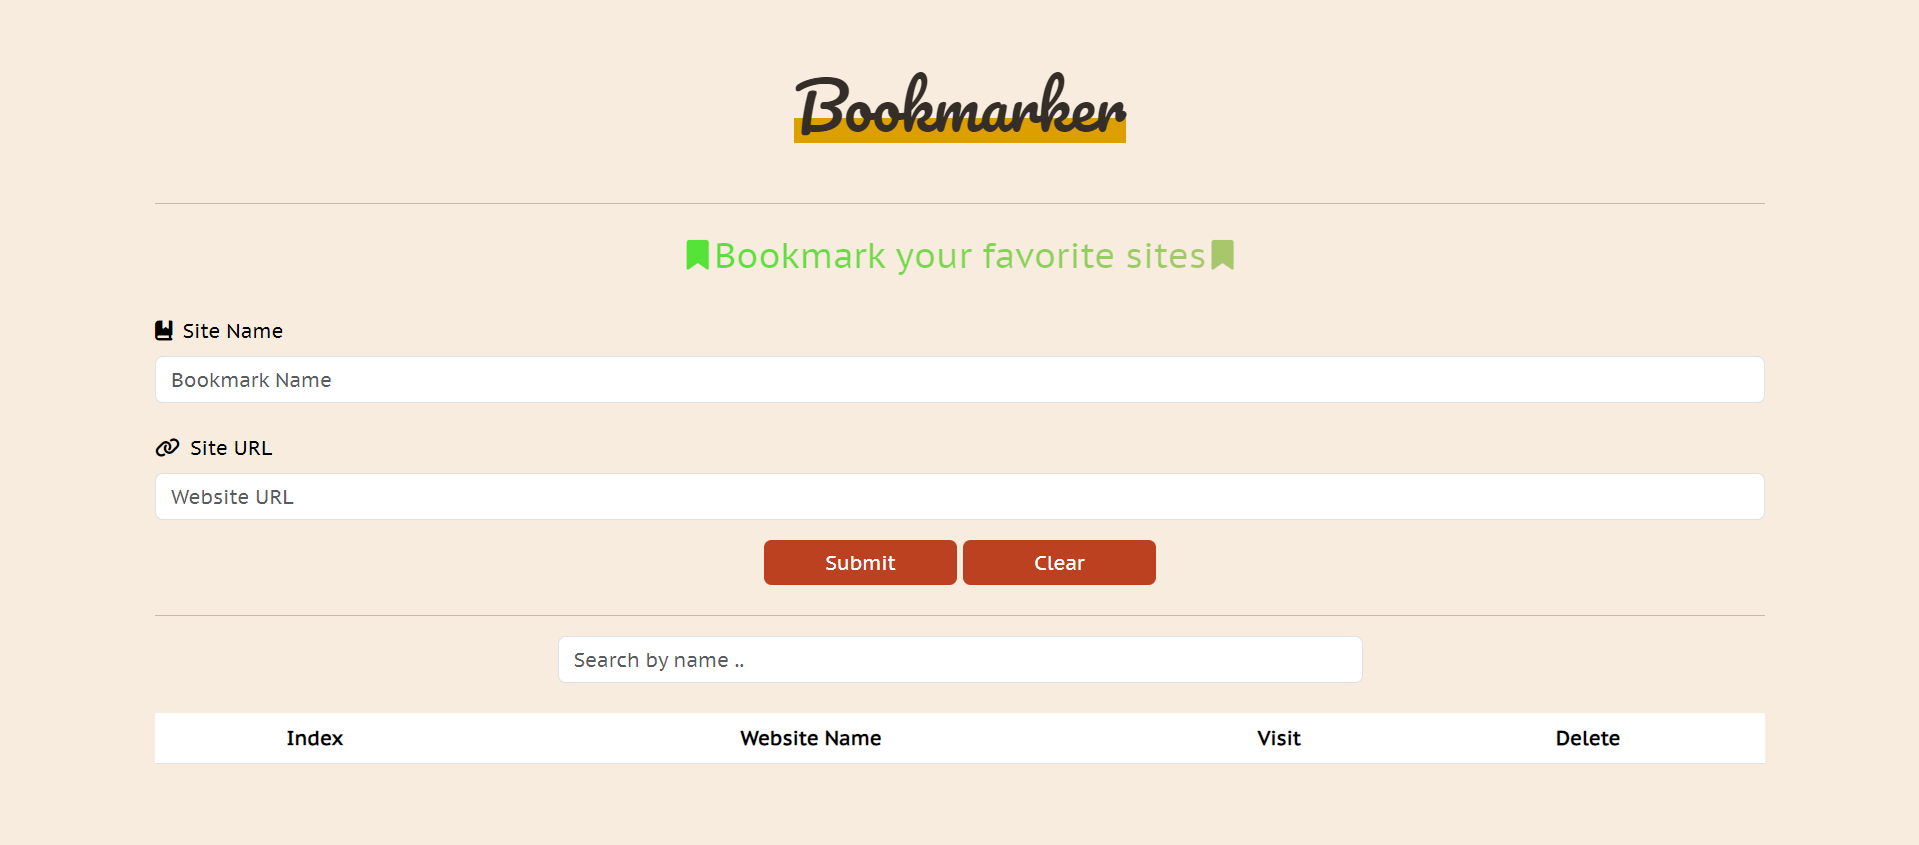 Bookmarker
Bookmark your favorite sites
Site Name
Bookmark Name
Site URL
Website URL
Submit Clear
Search by name ..
Index Website Name Visit Delete